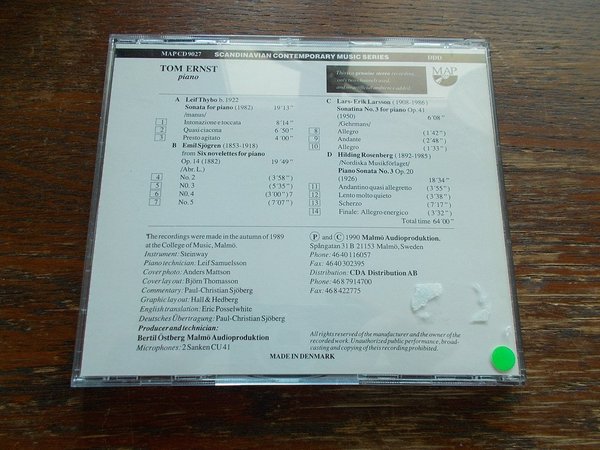 MAP CD 9027 SCANDINAVIAN CONTEMPORARY MUSIC SERIES DDD
TOM ERNST
piano
This is a genuine stereo recording,
MAP
A Leif Thybo b. 1922
Sonata for piano (1982) 19'13"
/manus/
1 Intonazione e toccata 8'14"
2 Quasi ciacona 6'50"
3 Presto agitato 4'00"
B Emil Sjögren (1853-1918)
from Six novelettes for piano
Op. 14 (1882) 19'49"
/Abr. L./
4 No. 2 (3'58")
5 N0. 3 (5'35")
6 N0. 4 (3'00")7
7 No. 5 (7'07")
C Lars-Erik Larsson (1908-1986)
Sonatina No. 3 for piano Op. 41
(1950) 6'08"
/Gehrmans/
8 Allegro (1'42")
9 Andante (2'48")
10 Allegro (1'33")
D Hilding Rosenberg (1892-1985)
/Nordiska Musikförlaget/
Piano Sonata No. 3 Op. 20
(1926) 18'34"
11 Andantino quasi allegretto (3'55")
12 Lento molto quieto (3'38")
13 Scherzo (7'17")
14 Finale: Allegro energico (3'32")
Total time 64'00"
The recordings were made in the autumn of 1989
at the College of Music, Malmö.
Instrument: Steinway
Piano technician: Leif Samuelsson
Cover photo: Anders Mattson
Cover lay out: Björn Thomasson
Commentary: Paul-Christian Sjöberg
Graphic lay out: Hall & Hedberg
English translation: Eric Posselwhite
Deutsches Übertragung: Paul-Christian Sjöberg
Producer and technician:
Bertil Östberg Malmö Audioproduktion
Microphones: 2 Sanken CU 41
P and C 1990 Malmö Audioproduktion.
Spångatan 31 B 21153 Malmö, Sweden
Phone: 46 40 116057
Fax: 46 40 302395
Distribution: CDA Distribution AB
Phone: 46 8 7914700
Fax: 46 8 422775
All rights reserved of the manufacturer and the owner of the
recorded work. Unauthorized public performance, broad-
casting and copying of theis recording prohibited.
MADE IN DENMARK